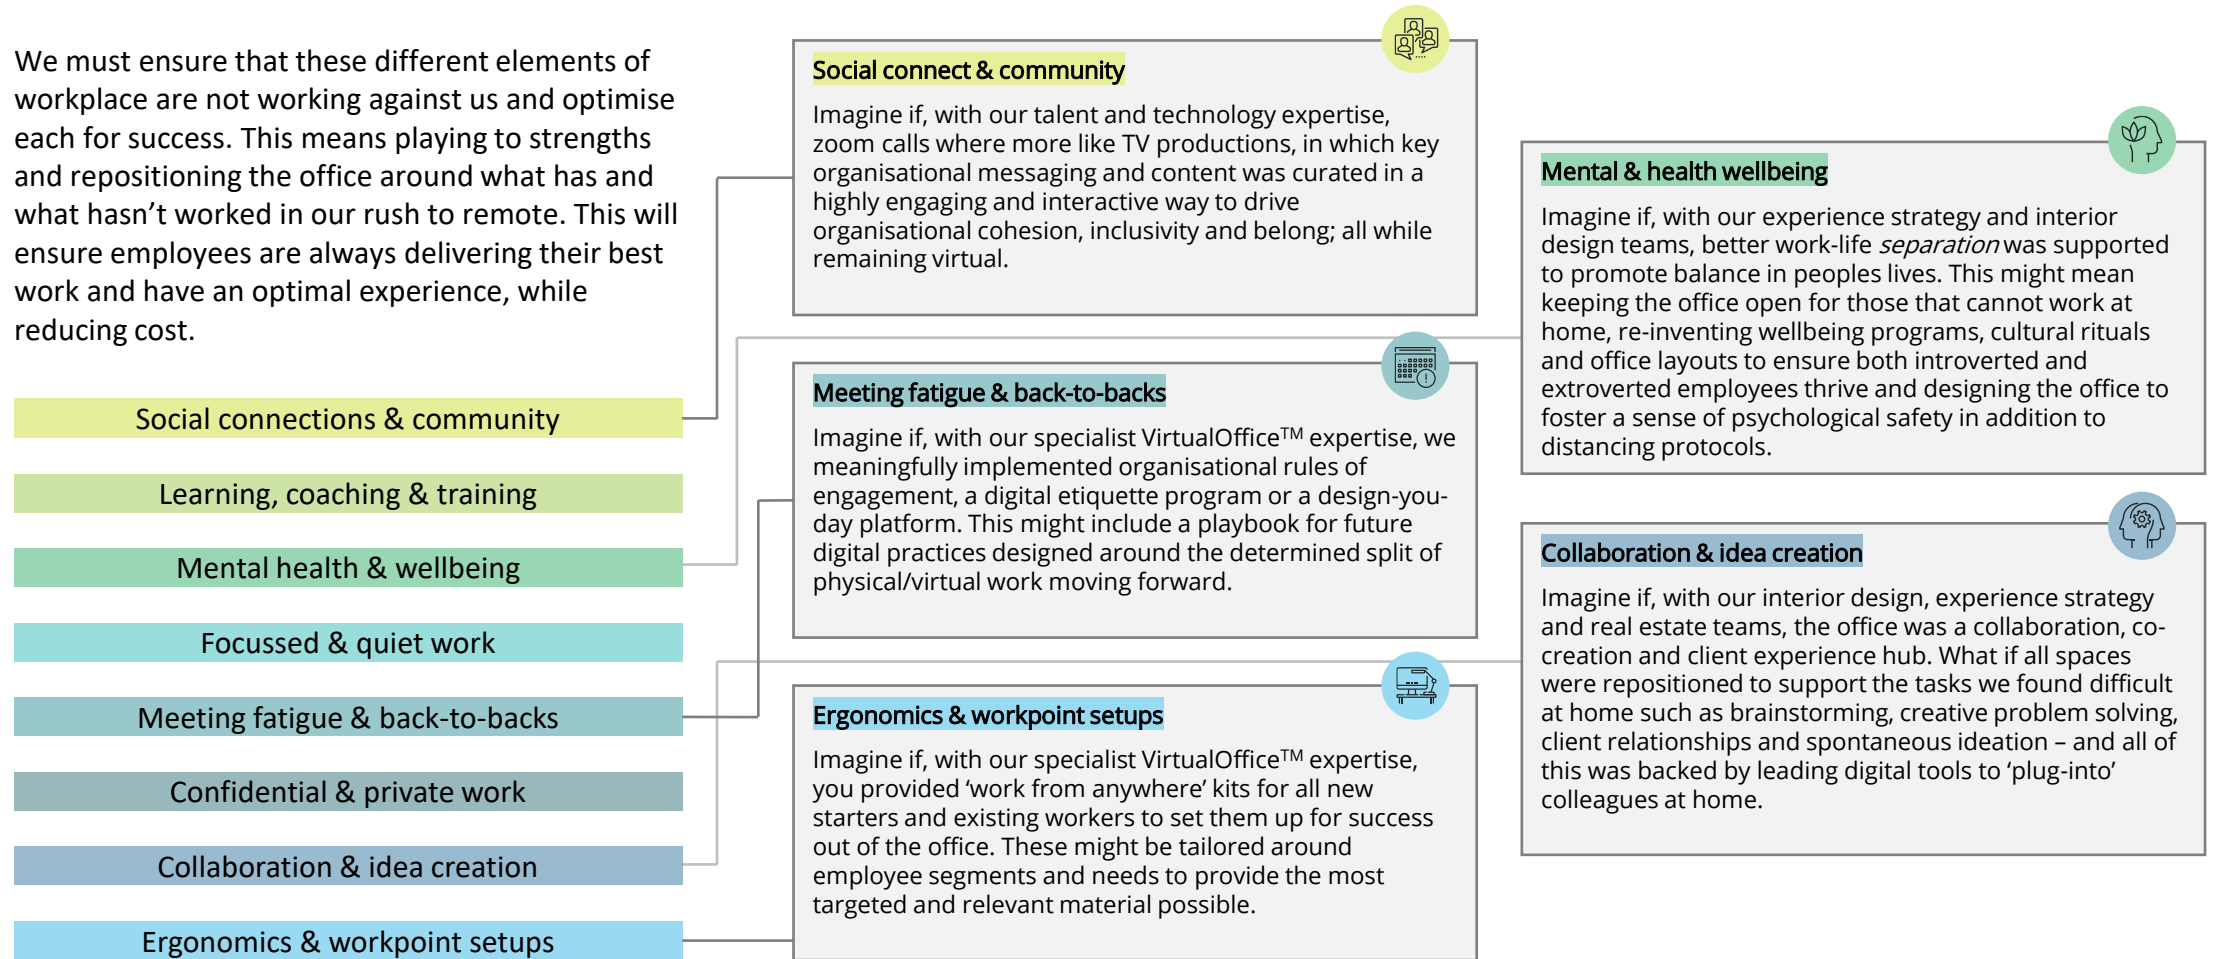 We must ensure that these different elements of
workplace are not working against us and optimise
each for success. This means playing to strengths
and repositioning the office around what has and
what hasn’t worked in our rush to remote. This will
ensure employees are always delivering their best
work and have an optimal experience, while
reducing cost.
Social connections & community
Learning, coaching & training
Mental health & wellbeing
Focussed & quiet work
Meeting fatigue & back-to-backs
Confidential & private work
Collaboration & idea creation
Ergonomics & workpoint setups
Social connect & community
Imagine if, with our talent and technology expertise,
zoom calls where more like TV productions, in which key
organisational messaging and content was curated in a
highly engaging and interactive way to drive
organisational cohesion, inclusivity and belong; all while
remaining virtual.
Meeting fatigue & back-to-backs
Imagine if, with our specialist VirtualOffice™ expertise, we
meaningfully implemented organisational rules of
engagement, a digital etiquette program or a design-you-
day platform. This might include a playbook for future
digital practices designed around the determined split of
physical/virtual work moving forward.
Ergonomics & workpoint setups
Imagine if, with our specialist VirtualOffice™ expertise,
you provided ‘work from anywhere’ kits for all new
starters and existing workers to set them up for success
out of the office. These might be tailored around
employee segments and needs to provide the most
targeted and relevant material possible.
Mental & health wellbeing
Imagine if, with our experience strategy and interior
design teams, better work-life separation was supported
to promote balance in peoples lives. This might mean
keeping the office open for those that cannot work at
home, re-inventing wellbeing programs, cultural rituals
and office layouts to ensure both introverted and
extroverted employees thrive and designing the office to
foster a sense of psychological safety in addition to
distancing protocols.
Collaboration & idea creation
Imagine if, with our interior design, experience strategy
and real estate teams, the office was a collaboration, co-
creation and client experience hub. What if all spaces
were repositioned to support the tasks we found difficult
at home such as brainstorming, creative problem solving,
client relationships and spontaneous ideation – and all of
this was backed by leading digital tools to ‘plug-into’
colleagues at home.